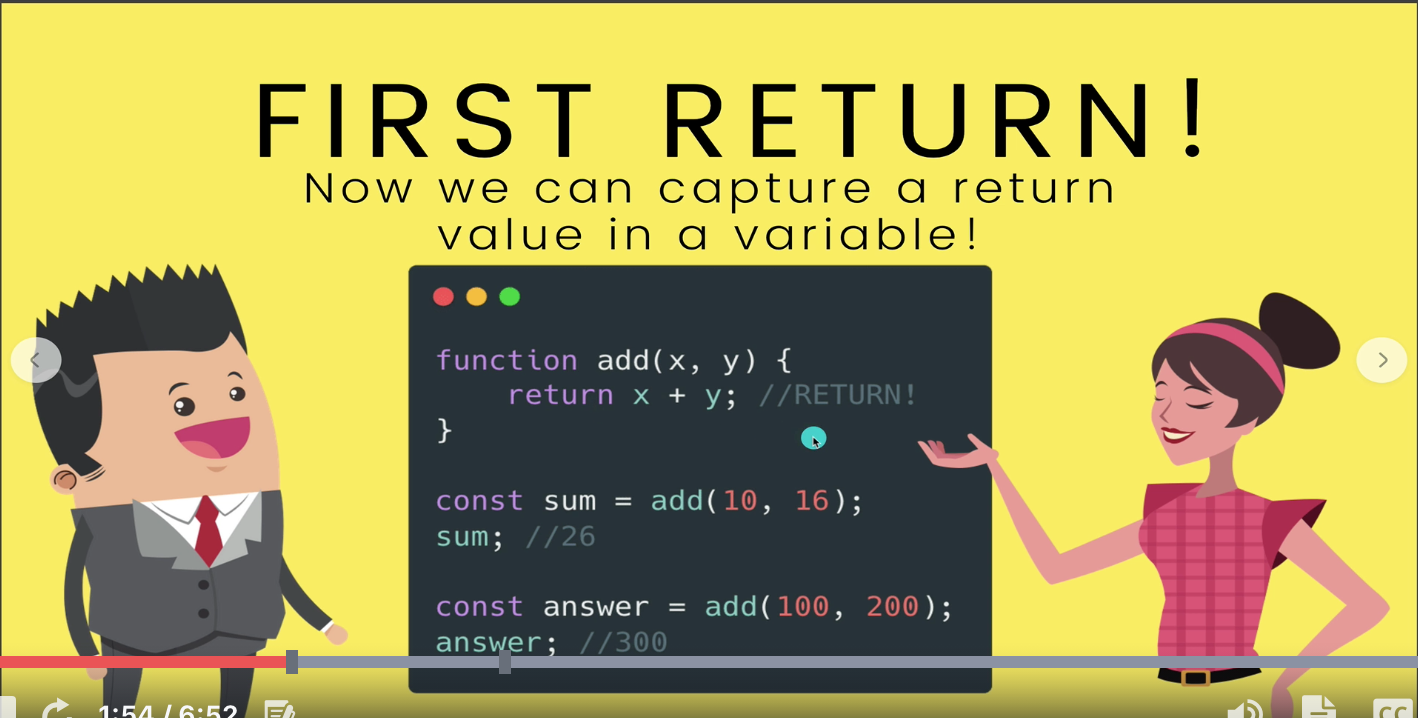 FIRST RETURN!
Now we can capture a return
value in a variable!
function add(x, y) {
    return x + y; //RETURN!
}
const sum = add(10, 16);
sum; //26
const answer = add(100, 200);
answer; //300
1:54 / 6:52
CC